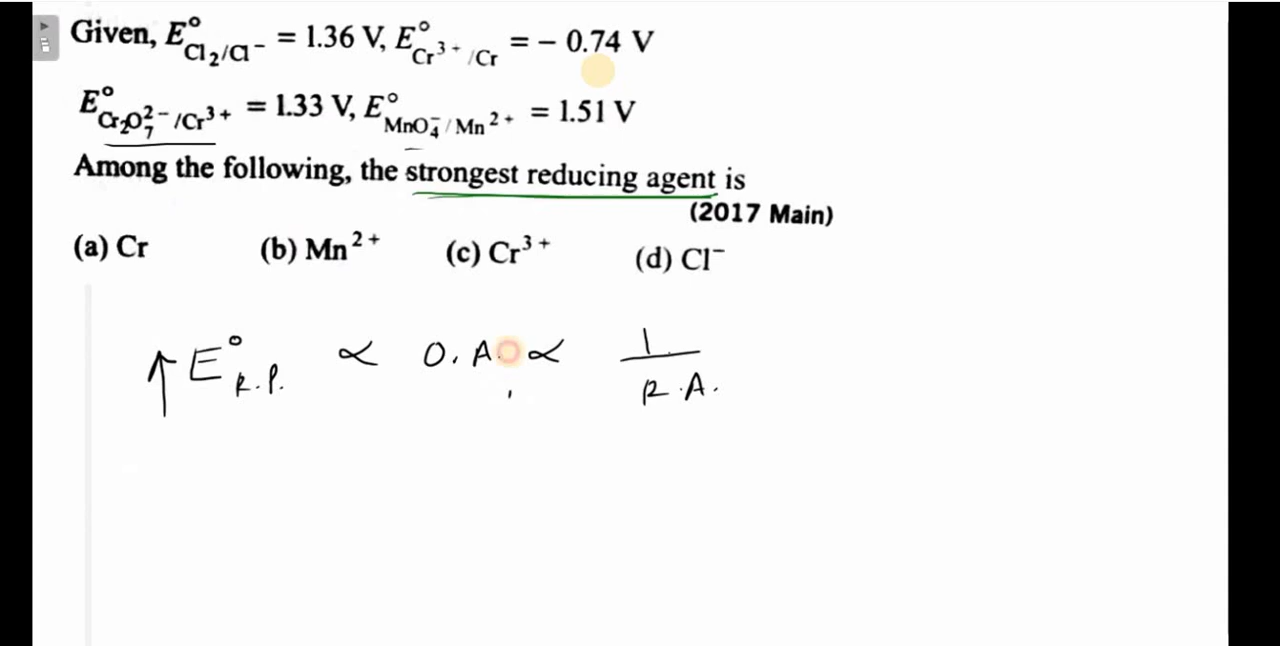 Given, E°Cl₂/Cl⁻ = 1.36 V, E°Cr³⁺/Cr = − 0.74 V
E°Cr₂O₇²⁻/Cr³⁺ = 1.33 V, E°MnO₄⁻/Mn²⁺ = 1.51 V
Among the following, the strongest reducing agent is
(2017 Main)
(a) Cr (b) Mn²⁺ (c) Cr³⁺ (d) Cl⁻
↑E°R.P. ∝ O.A. ∝ 1/R.A.